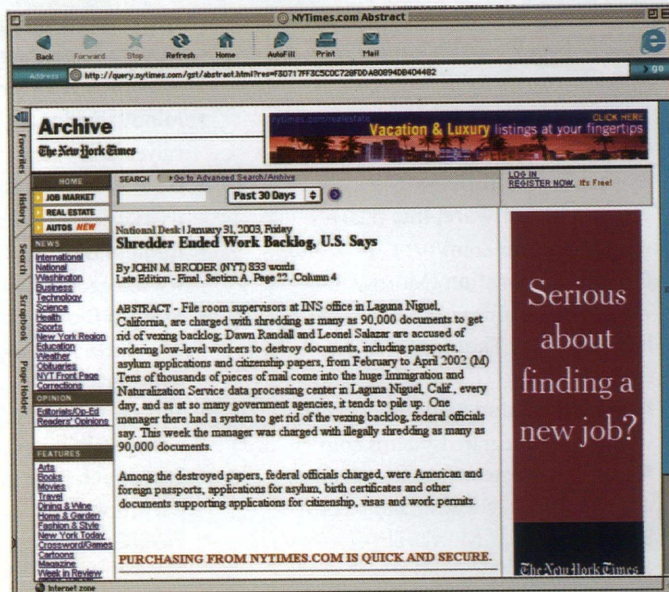 NYTimes.com Abstract
Back
Forward
Stop
Refresh
Home
AutoFill
Print
Mail
Address
go
Favorites
History
Search
Scrapbook
Page Holder
Archive
The New York Times
nytimes.com/realestate
CLICK HERE
Vacation & Luxury listings at your fingertips
HOME
JOB MARKET
REAL ESTATE
AUTOS NEW
NEWS
International
National
Washington
Business
Technology
Science
Health
Sports
New York Region
Education
Weather
Obituaries
NYT Front Page
Corrections
OPINION
Editorials/Op-Ed
Readers' Opinions
FEATURES
Arts
Books
Movies
Travel
Dining & Wine
Home & Garden
Fashion & Style
New York Today
Crossword/Games
Cartoons
Magazine
Week in Review
SEARCH
Go to Advanced Search/Archive
Past 30 Days
LOG IN
REGISTER NOW. It's Free!
National Desk | January 31, 2003, Friday
Shredder Ended Work Backlog, U.S. Says
By JOHN M. BRODER (NYT) 833 words
Late Edition - Final, Section A, Page 22, Column 4
ABSTRACT - File room supervisors at INS office in Laguna Niguel,
California, are charged with shredding as many as 90,000 documents to get
rid of vexing backlog; Dawn Randall and Leonel Salazar are accused of
ordering low-level workers to destroy documents, including passports,
asylum applications and citizenship papers, from February to April 2002 (M)
Tens of thousands of pieces of mail come into the huge Immigration and
Naturalization Service data processing center in Laguna Niguel, Calif., every
day, and as at so many government agencies, it tends to pile up. One
manager there had a system to get rid of the vexing backlog, federal officials
say. This week the manager was charged with illegally shredding as many as
90,000 documents.
Among the destroyed papers, federal officials charged, were American and
foreign passports, applications for asylum, birth certificates and other
documents supporting applications for citizenship, visas and work permits.
PURCHASING FROM NYTIMES.COM IS QUICK AND SECURE.
Serious
about
finding a
new job?
The New York Times
Internet zone